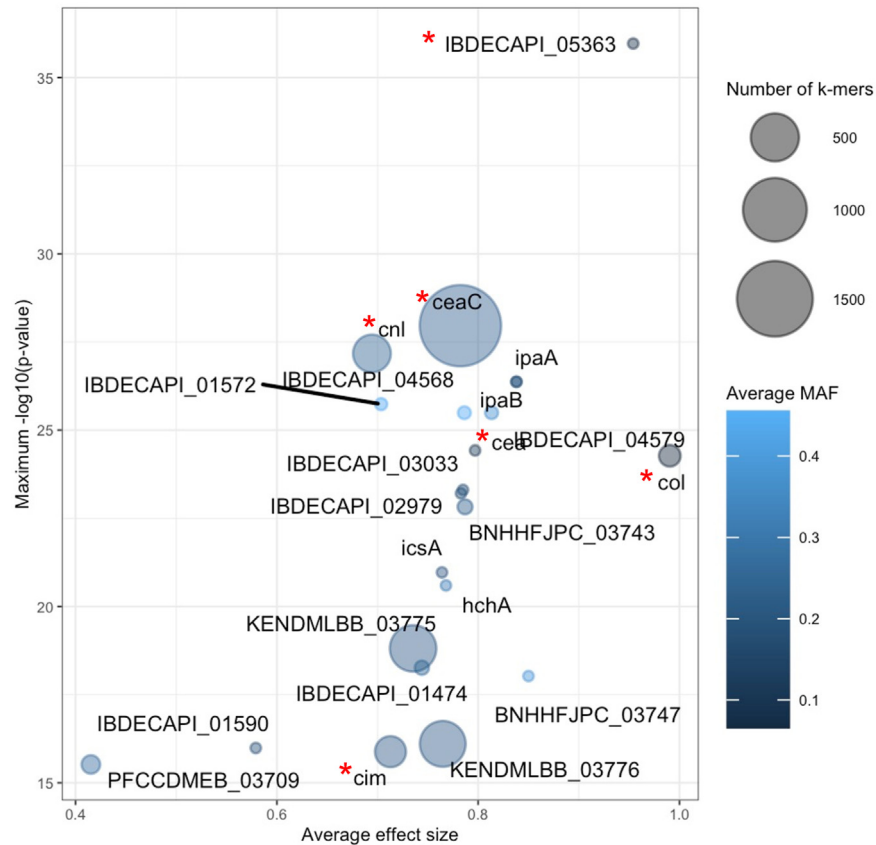 * IBDECAPI_05363
35
Number of k-mers
500
1000
1500
30
* ceaC
* cnl
ipaA
IBDECAPI_01572
IBDECAPI_04568
ipaB
Average MAF
25
* cea
IBDECAPI_04579
0.4
IBDECAPI_03033
* col
IBDECAPI_02979
BNHHFJPC_03743
0.3
icsA
20
hchA
KENDMLBB_03775
0.2
IBDECAPI_01474
0.1
BNHHFJPC_03747
IBDECAPI_01590
KENDMLBB_03776
* cim
PFCCDMEB_03709
15
0.4 0.6 0.8 1.0
Average effect size
Maximum -log10(p-value)